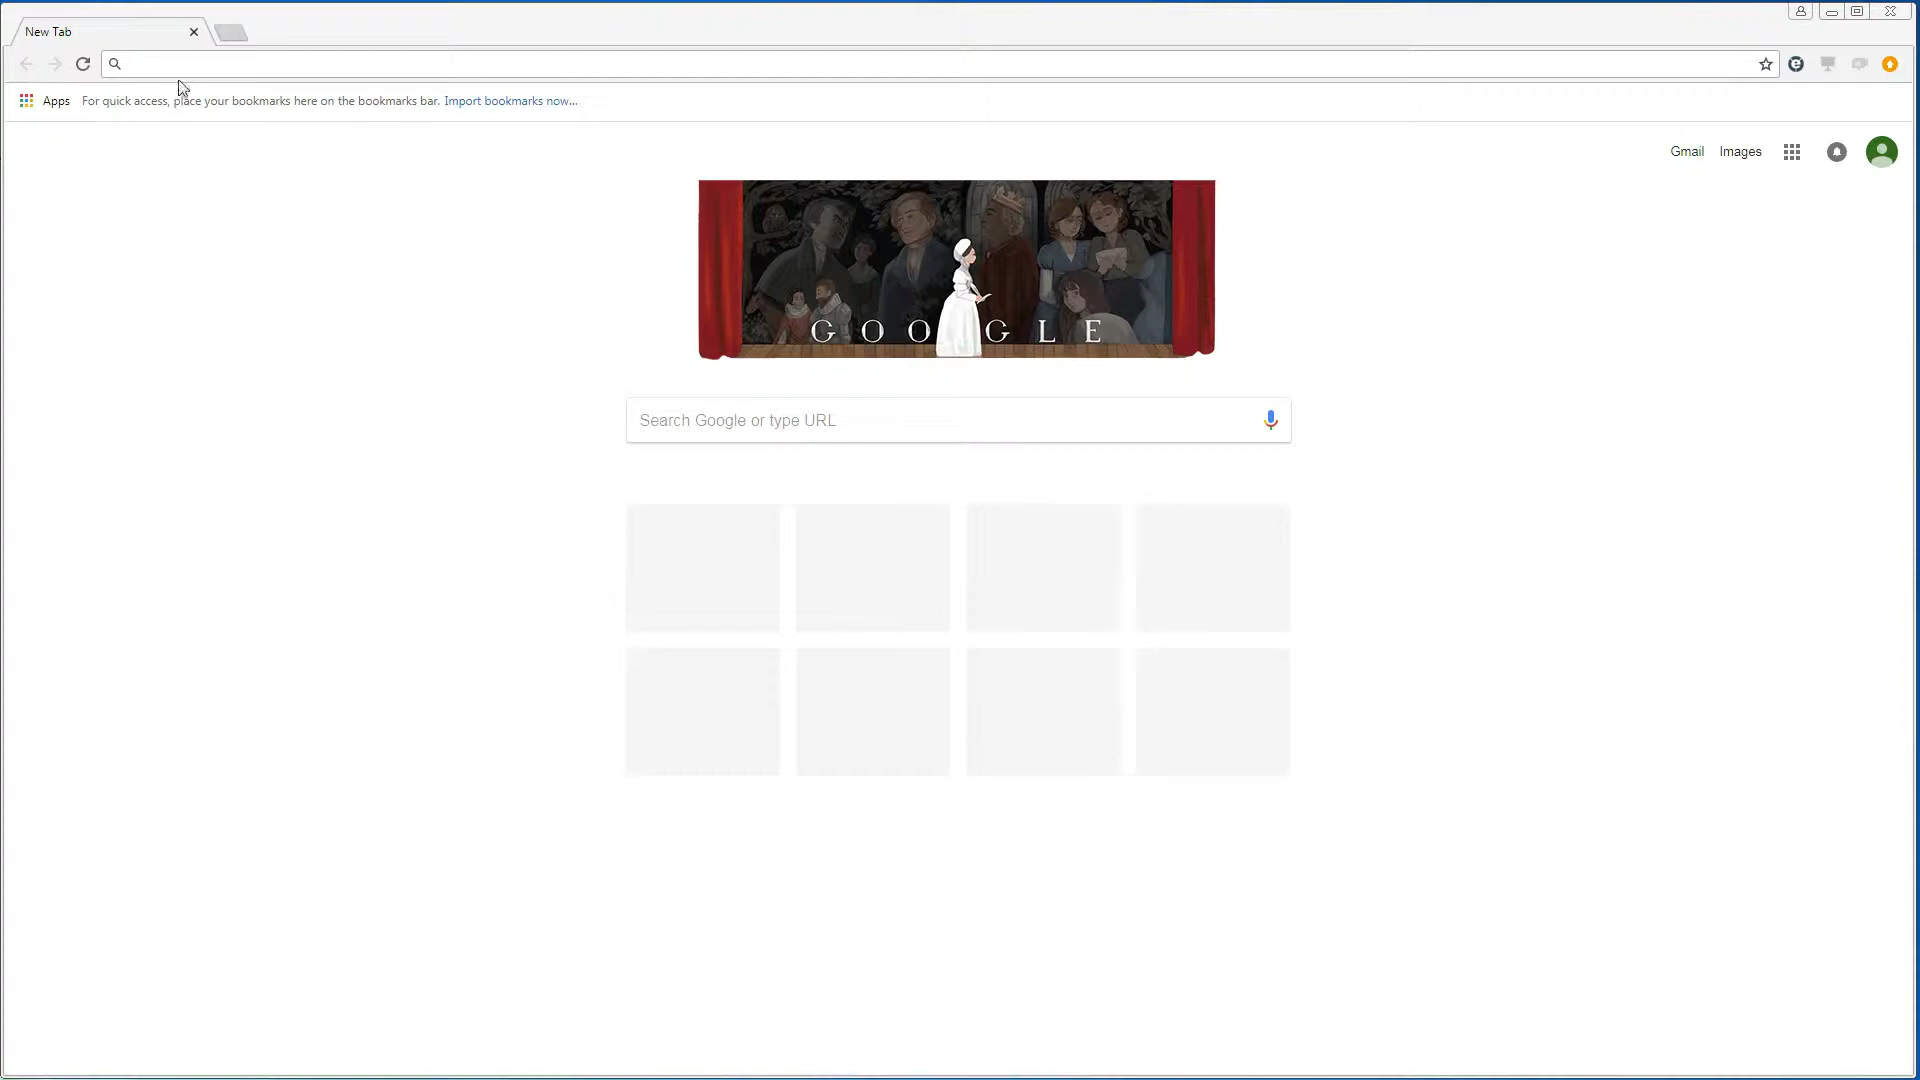 New Tab
Apps For quick access, place your bookmarks here on the bookmarks bar. Import bookmarks now...
Gmail Images
GOOGLE
Search Google or type URL